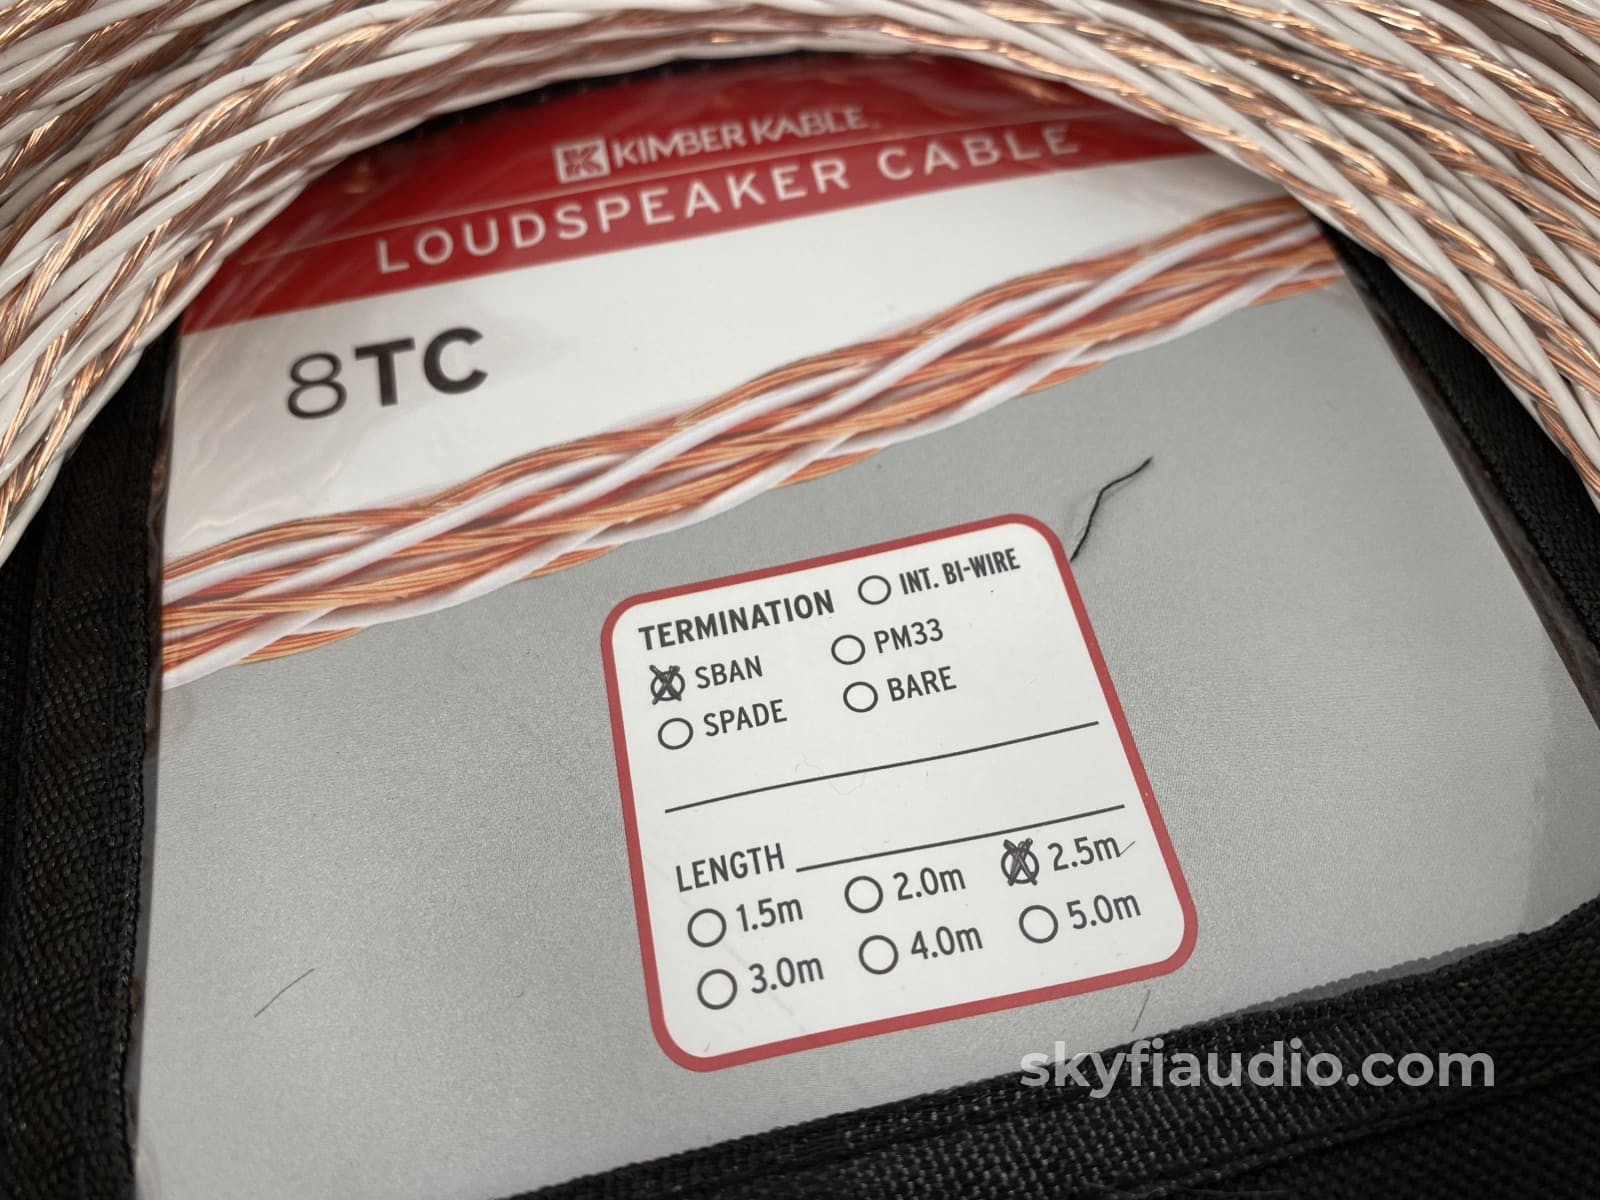 KIMBER KABLE
LOUDSPEAKER CABLE
8TC
TERMINATION
INT. BI-WIRE
SBAN
PM33
SPADE
BARE
LENGTH
1.5m
2.0m
2.5m
3.0m
4.0m
5.0m
skyfiaudio.com